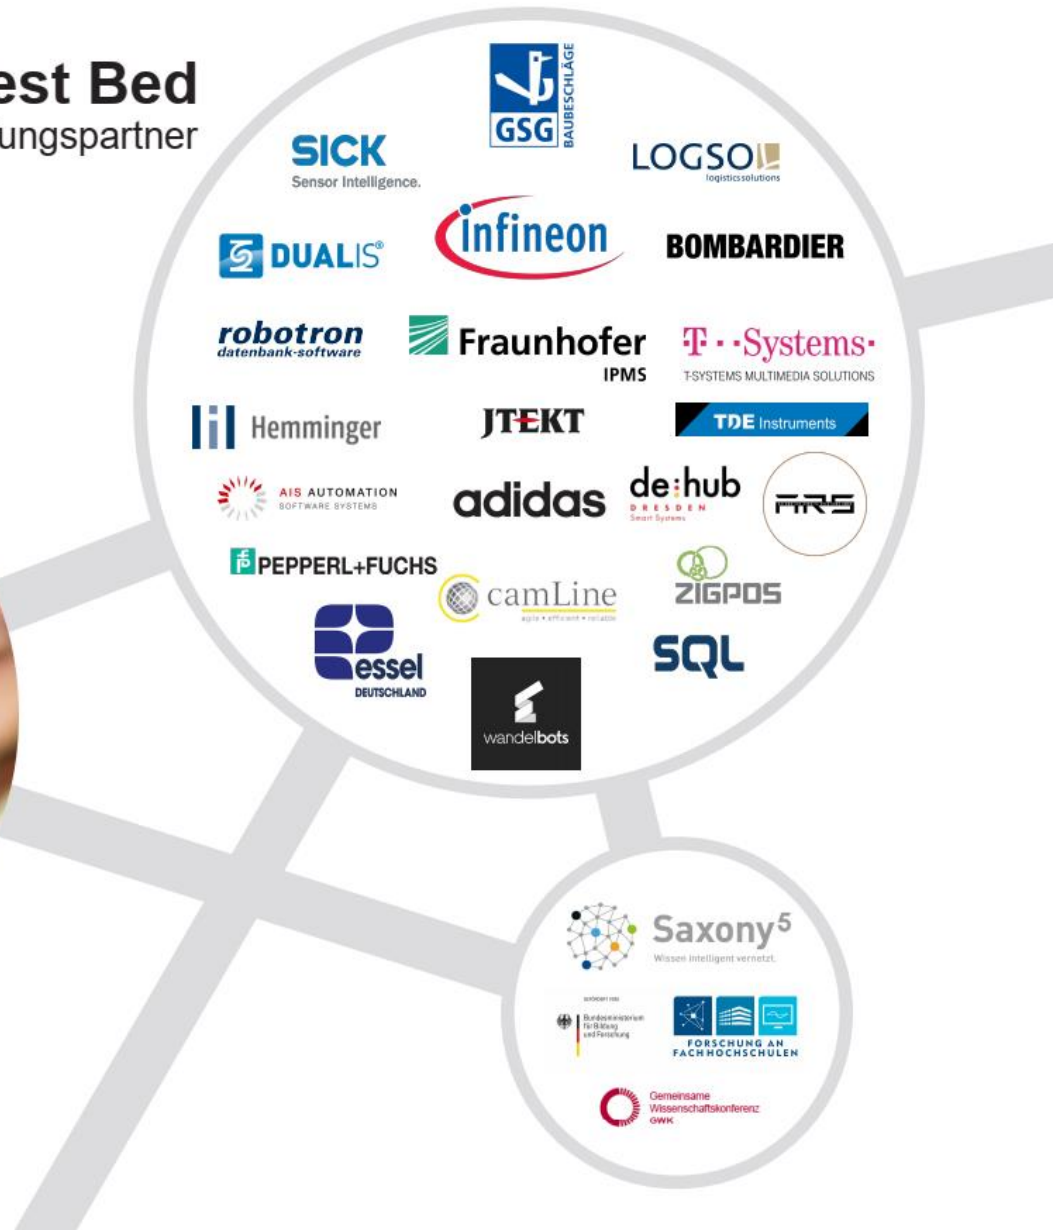 est Bed
ungspartner
GSG
BAUBESCHLÄGE
SICK
Sensor Intelligence.
LOGSOL
logisticssolutions
infineon
DUALIS®
BOMBARDIER
robotron
datenbank-software
Fraunhofer
IPMS
T··Systems·
T-SYSTEMS MULTIMEDIA SOLUTIONS
Hemminger
JTEKT
TDE Instruments
AIS AUTOMATION
SOFTWARE SYSTEMS
adidas
de:hub
DRESDEN
Smart Systems
PEPPERL+FUCHS
camLine
agile • efficient • reliable
ZIGPOS
essel
DEUTSCHLAND
SQL
wandelbots
Saxony⁵
Wissen intelligent vernetzt.
GEFÖRDERT VOM
Bundesministerium
für Bildung
und Forschung
FORSCHUNG AN
FACHHOCHSCHULEN
Gemeinsame
Wissenschaftskonferenz
GWK